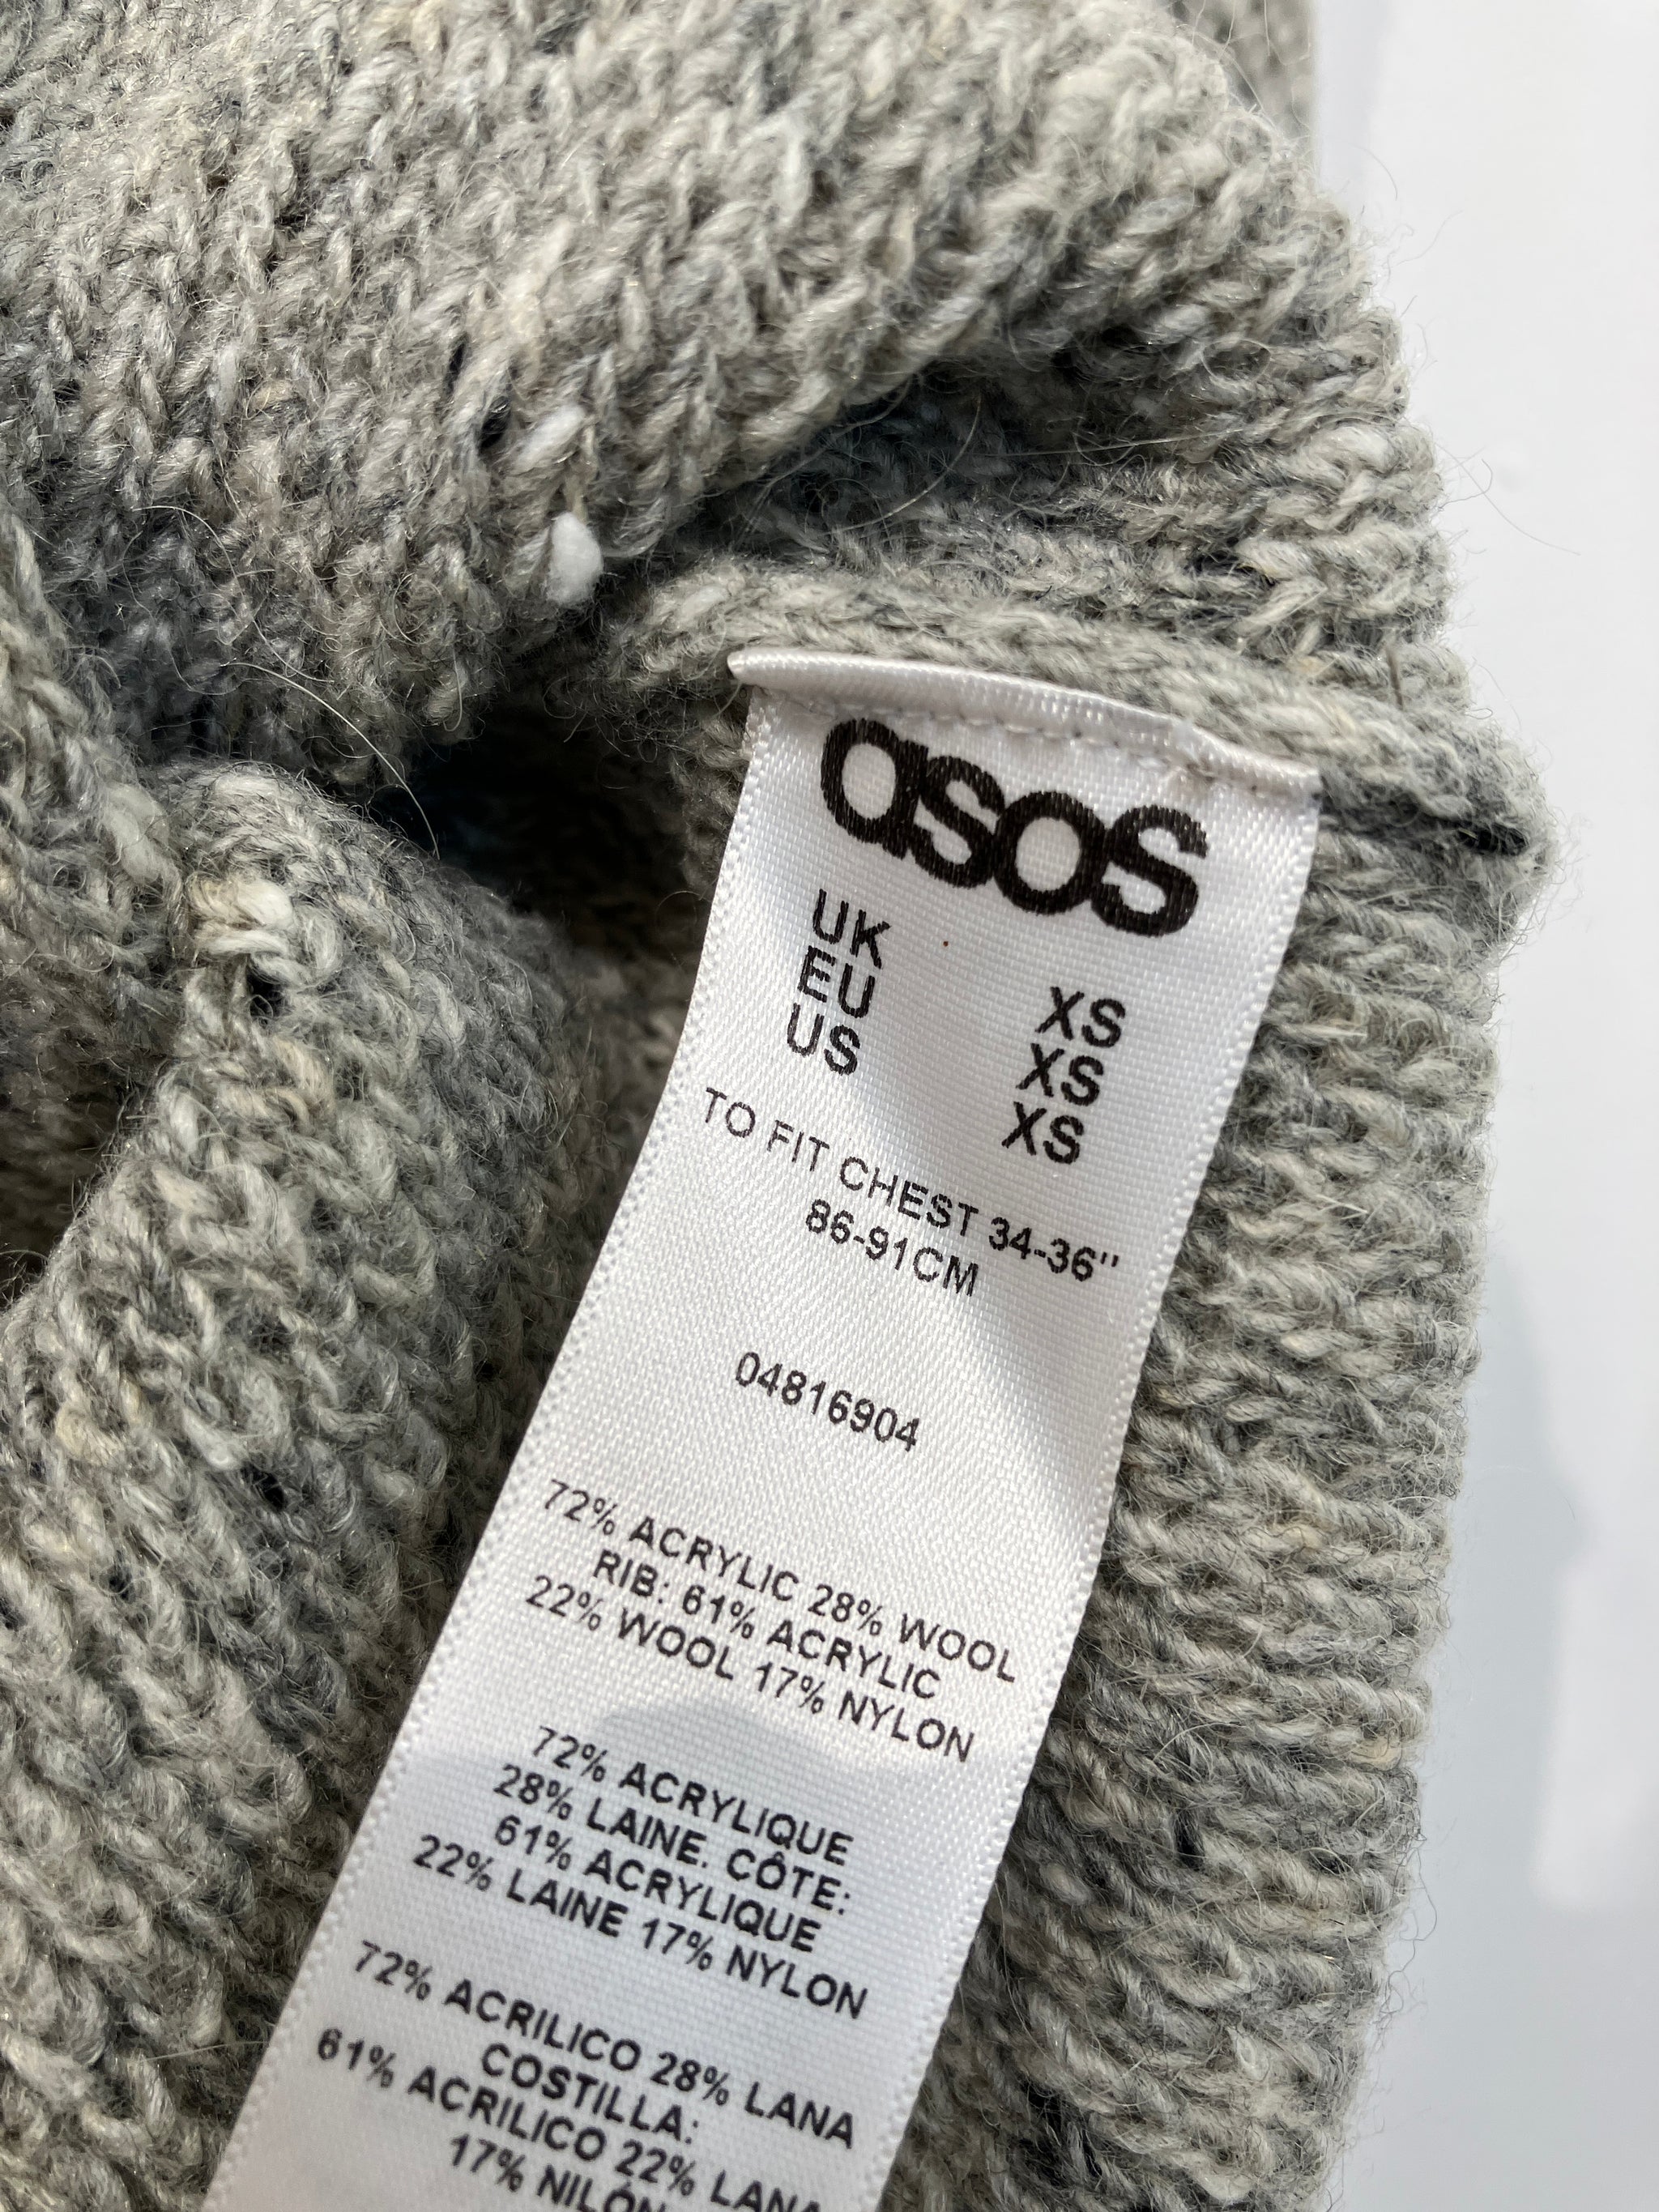 asos
UK XS
EU XS
US XS
TO FIT CHEST 34-36"
86-91CM
04816904
72% ACRYLIC 28% WOOL
RIB: 61% ACRYLIC
22% WOOL 17% NYLON
72% ACRYLIQUE
28% LAINE. CÔTE:
61% ACRYLIQUE
22% LAINE 17% NYLON
72% ACRILICO 28% LANA
COSTILLA:
61% ACRILICO 22% LANA
17% NILÓN